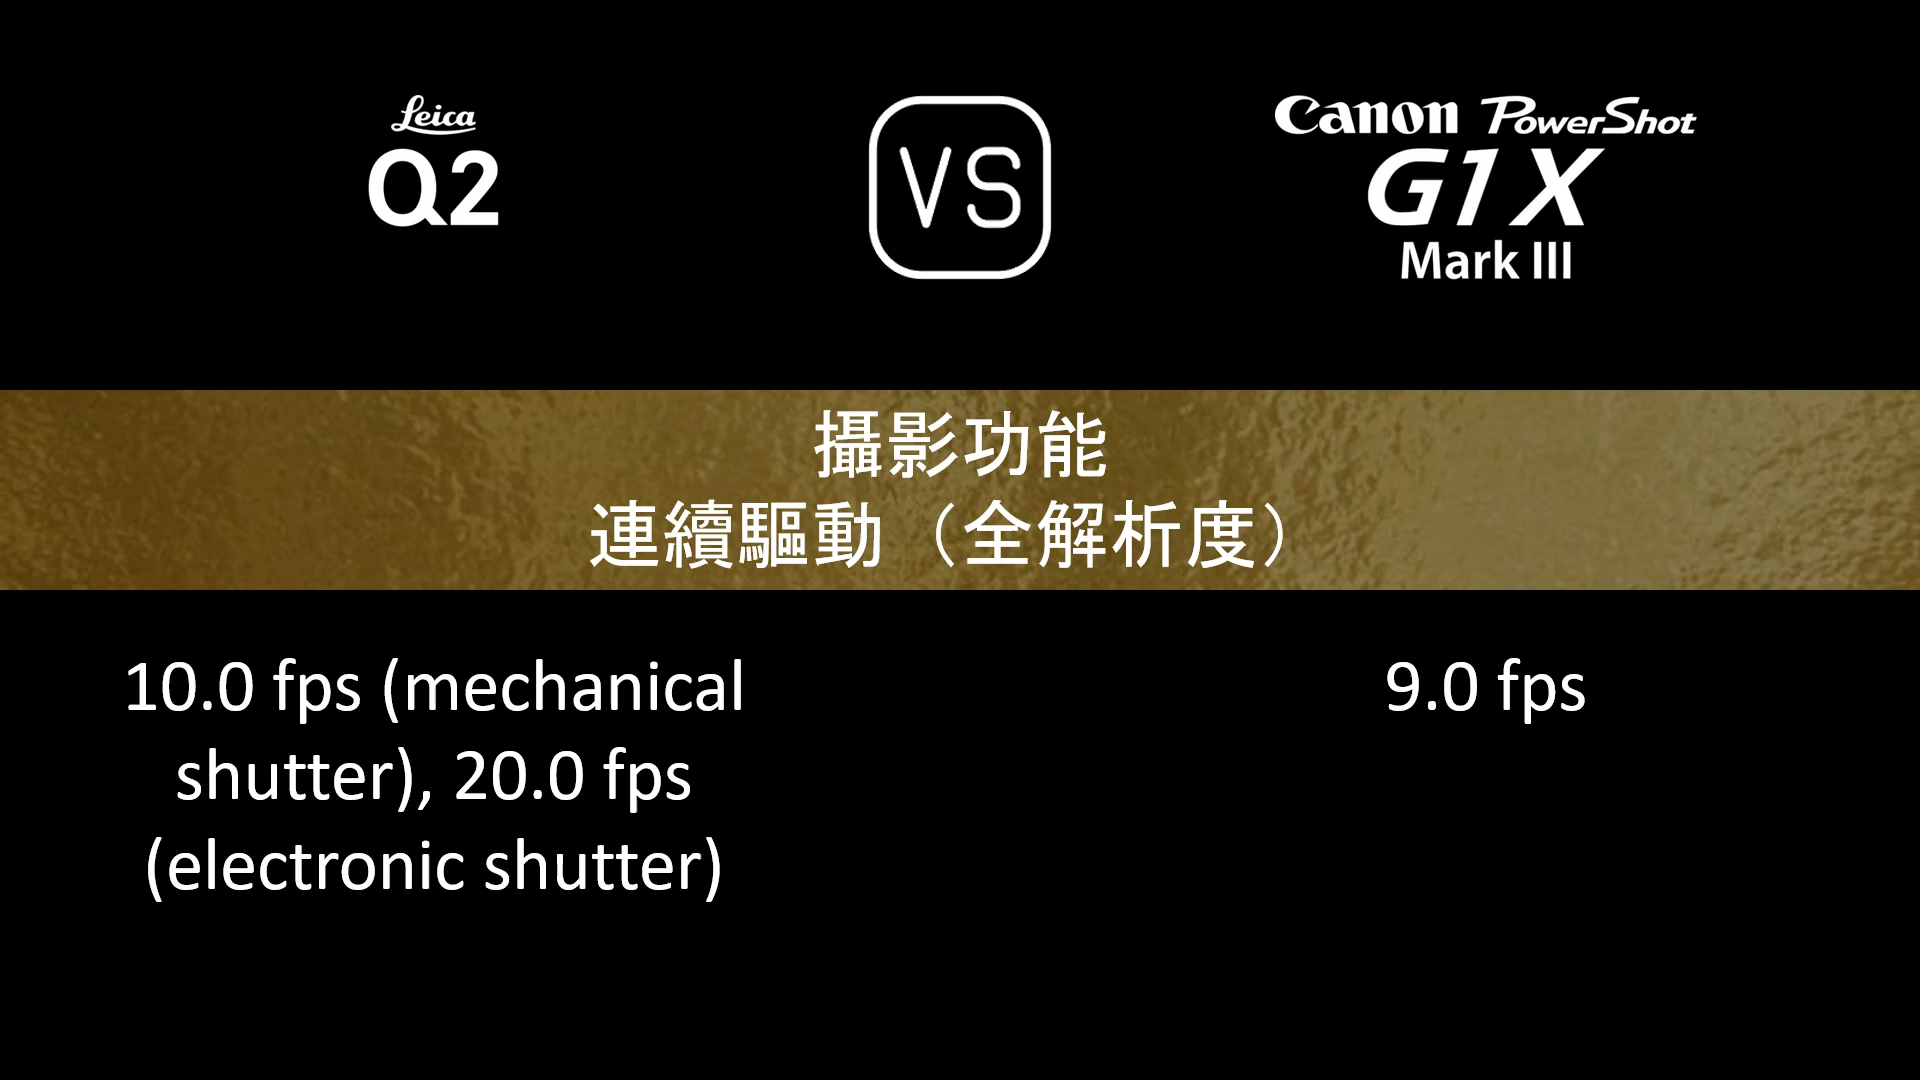 Leica
Q2
VS
Canon PowerShot
G1 X
Mark III
攝影功能
連續驅動（全解析度）
10.0 fps (mechanical
shutter), 20.0 fps
(electronic shutter)
9.0 fps